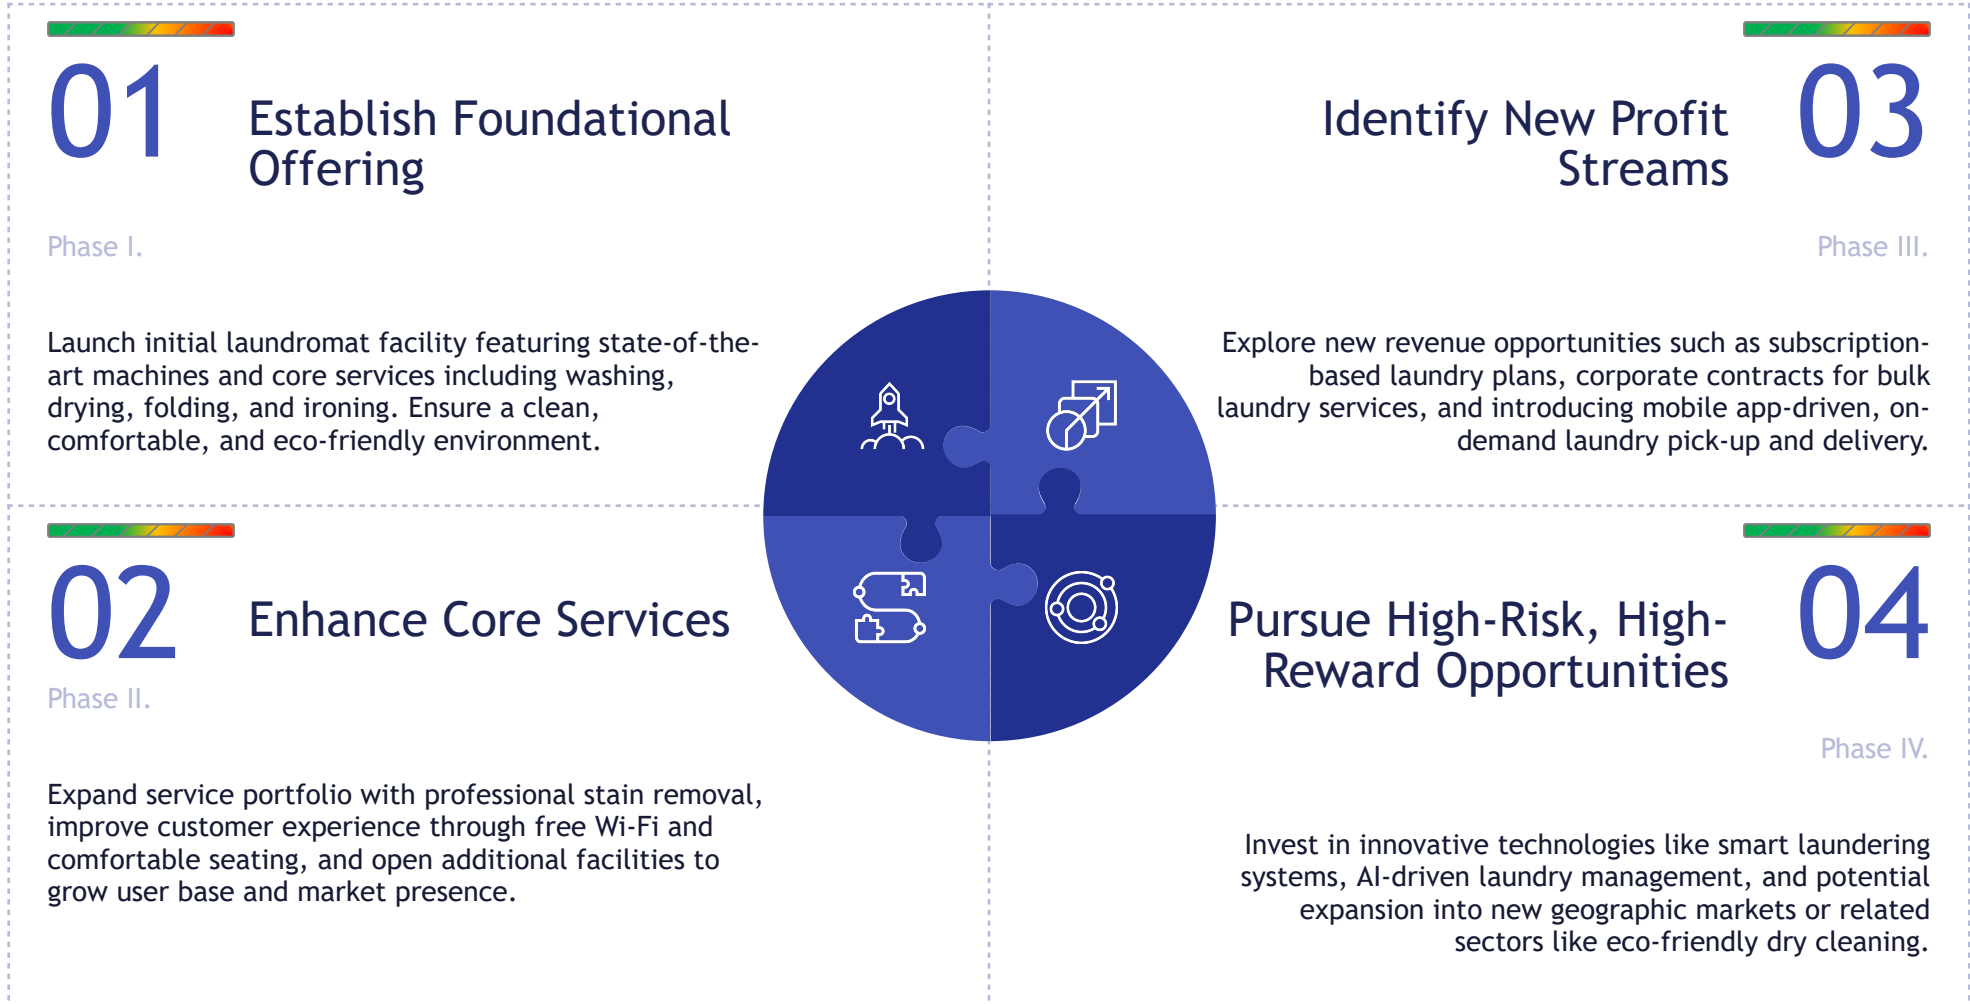 01
Establish Foundational
Offering
Phase I.
Launch initial laundromat facility featuring state-of-the-
art machines and core services including washing,
drying, folding, and ironing. Ensure a clean,
comfortable, and eco-friendly environment.
02
Enhance Core Services
Phase II.
Expand service portfolio with professional stain removal,
improve customer experience through free Wi-Fi and
comfortable seating, and open additional facilities to
grow user base and market presence.
03
Identify New Profit
Streams
Phase III.
Explore new revenue opportunities such as subscription-
based laundry plans, corporate contracts for bulk
laundry services, and introducing mobile app-driven, on-
demand laundry pick-up and delivery.
04
Pursue High-Risk, High-
Reward Opportunities
Phase IV.
Invest in innovative technologies like smart laundering
systems, AI-driven laundry management, and potential
expansion into new geographic markets or related
sectors like eco-friendly dry cleaning.